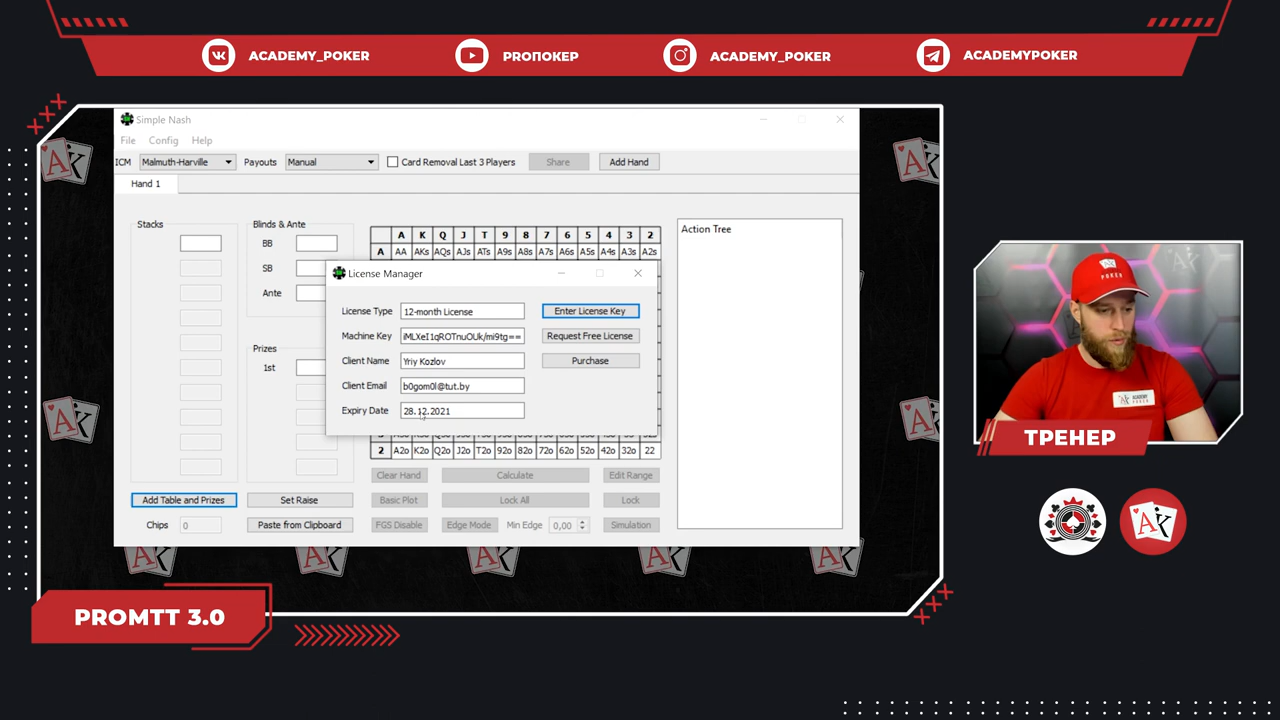 ACADEMY_POKER
PROПОКЕР
ACADEMY_POKER
ACADEMYPOKER
Simple Nash
File Config Help
ICM Malmuth-Harville Payouts Manual Card Removal Last 3 Players Share Add Hand
Hand 1
Stacks
Blinds & Ante
BB
SB
Ante
Prizes
1st
A K Q J T 9 8 7 6 5 4 3 2
A AA AKs AQs AJs ATs A9s A8s A7s A6s A5s A4s A3s A2s
2 A2o K2o Q2o J2o T2o 92o 82o 72o 62o 52o 42o 32o 22
Action Tree
License Manager
License Type 12-month License Enter License Key
Machine Key iMLXeI1qROTnuOUk/mi9tg== Request Free License
Client Name Yriy Kozlov Purchase
Client Email b0gom0l@tut.by
Expiry Date 28.12.2021
Clear Hand Calculate Edit Range
Add Table and Prizes Set Raise Basic Plot Lock All Lock
Chips 0 Paste from Clipboard FGS Disable Edge Mode Min Edge 0,00 Simulation
ACADEMY
POKER
ТРЕНЕР
AK
PROMTT 3.0